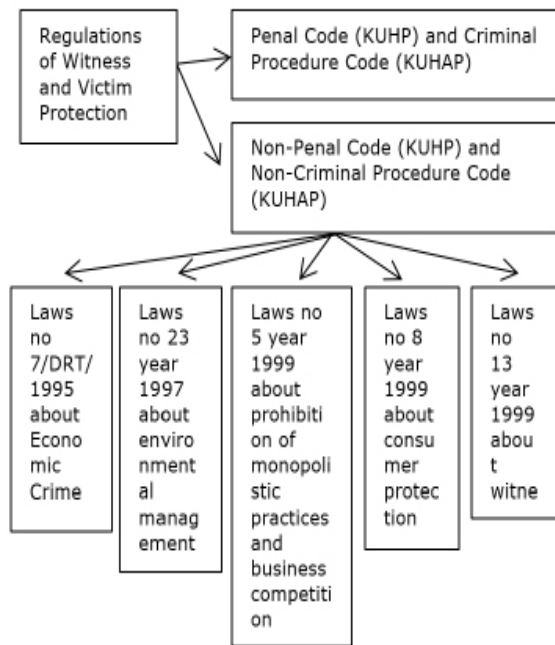 Regulations
of Witness
and Victim
Protection
Penal Code (KUHP) and Criminal
Procedure Code (KUHAP)
Non-Penal Code (KUHP) and
Non-Criminal Procedure Code
(KUHAP)
Laws
no
7/DRT/
1995
about
Econo
mic
Crime
Laws
no 23
year
1997
about
enviro
nment
al
manag
ement
Laws no
5 year
1999
about
prohibiti
on of
monopoli
stic
practices
and
business
competiti
on
Laws
no 8
year
1999
about
consu
mer
protec
tion
Laws
no
13
year
1999
abou
t
witne